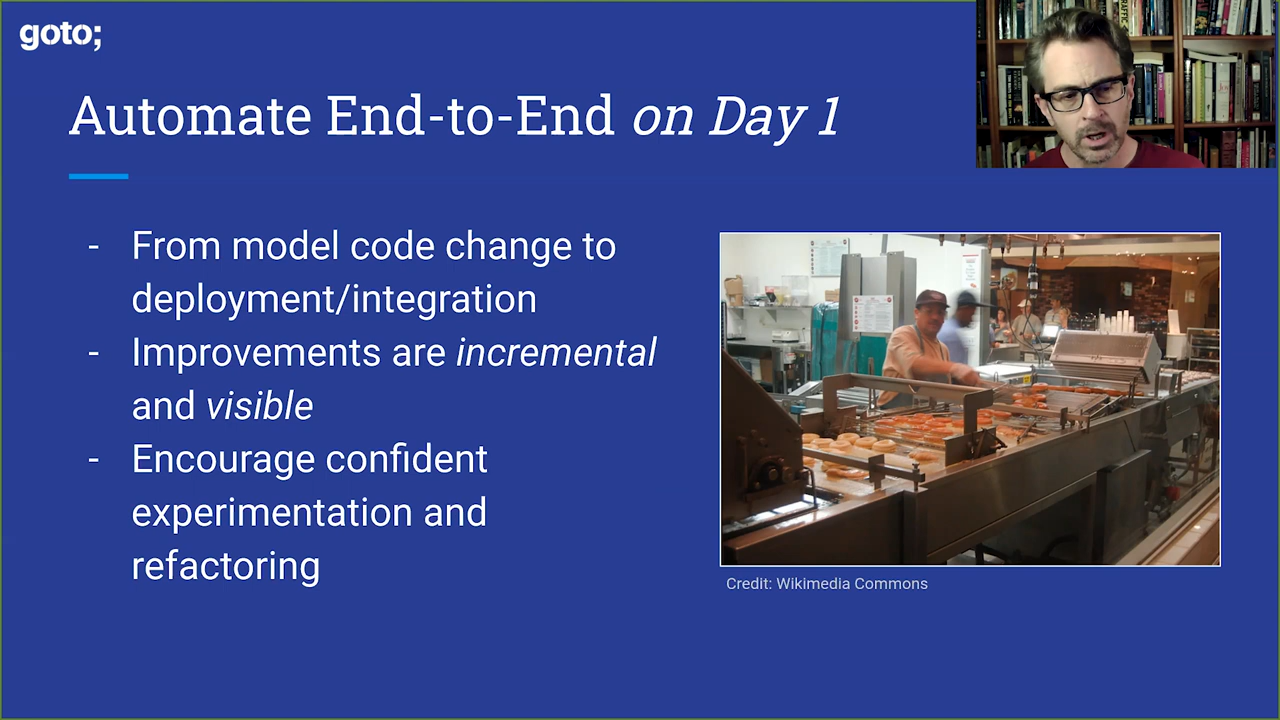 goto;
Automate End-to-End on Day 1
- From model code change to
deployment/integration
- Improvements are incremental
and visible
- Encourage confident
experimentation and
refactoring
Credit: Wikimedia Commons